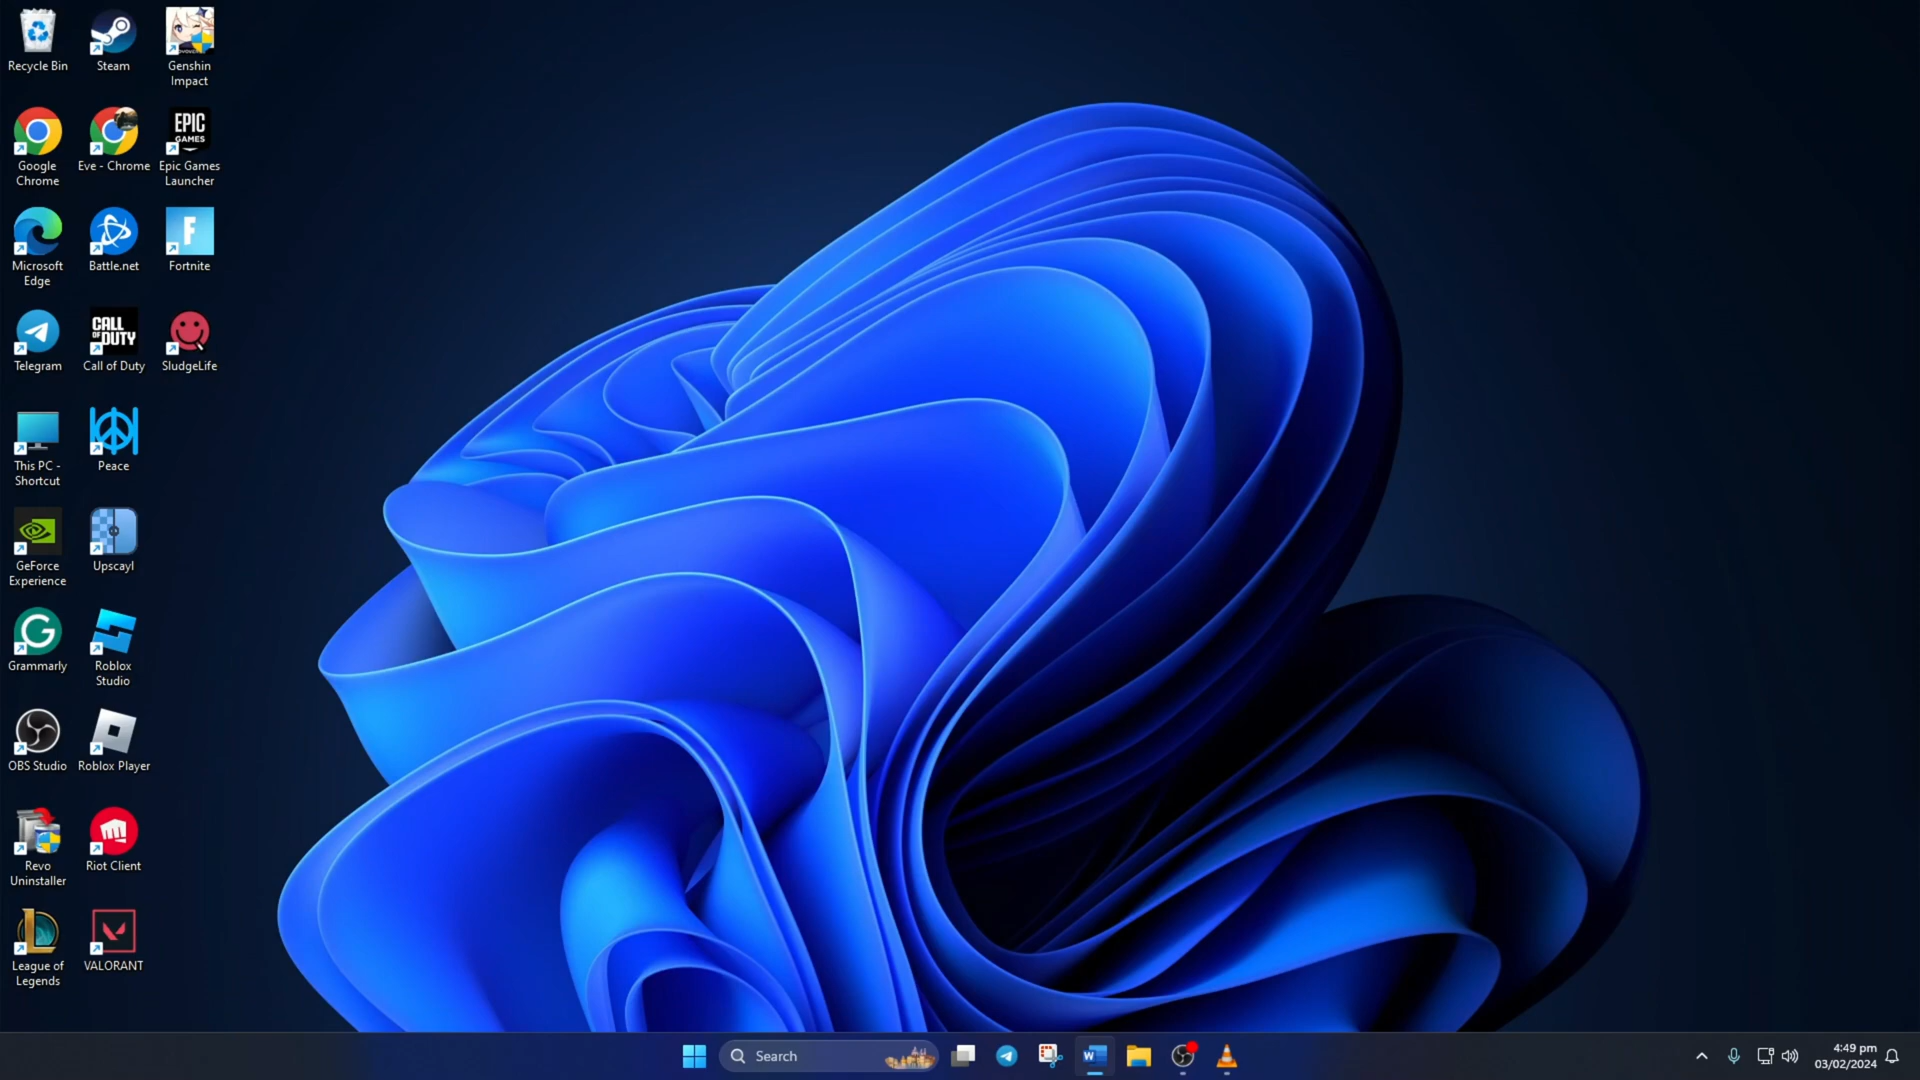 Recycle Bin
Steam
Genshin
Impact
Google
Chrome
Eve - Chrome
EPIC
GAMES
Epic Games
Launcher
Microsoft
Edge
Battle.net
F
Fortnite
Telegram
CALL
OF DUTY
Call of Duty
SludgeLife
This PC -
Shortcut
Peace
GeForce
Experience
Upscayl
G
Grammarly
Roblox
Studio
OBS Studio
Roblox Player
Revo
Uninstaller
Riot Client
L
League of
Legends
VALORANT
Search
W
4:49 pm
03/02/2024